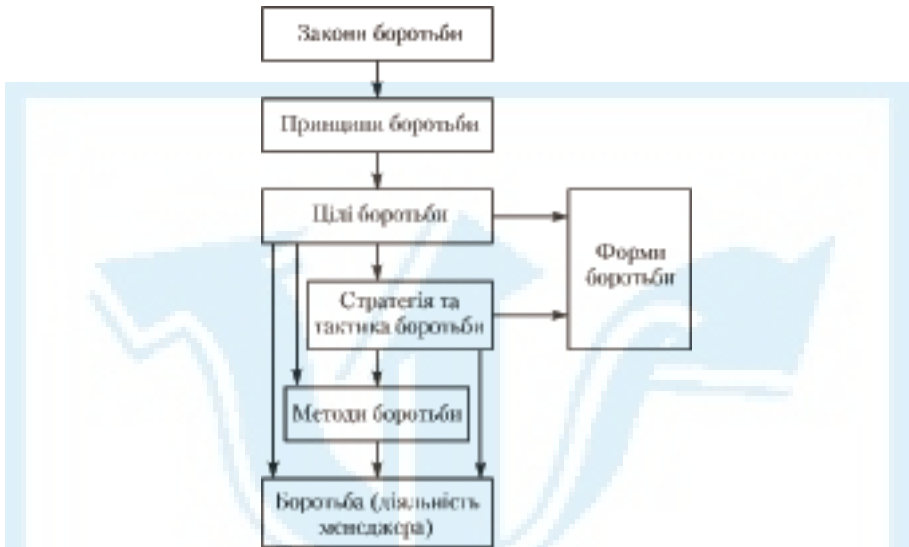 Закони боротьби
Принципи боротьби
Цілі боротьби
Форми
боротьби
Стратегія та
тактика боротьби
Методи боротьби
Боротьба (діяльність
менеджера)